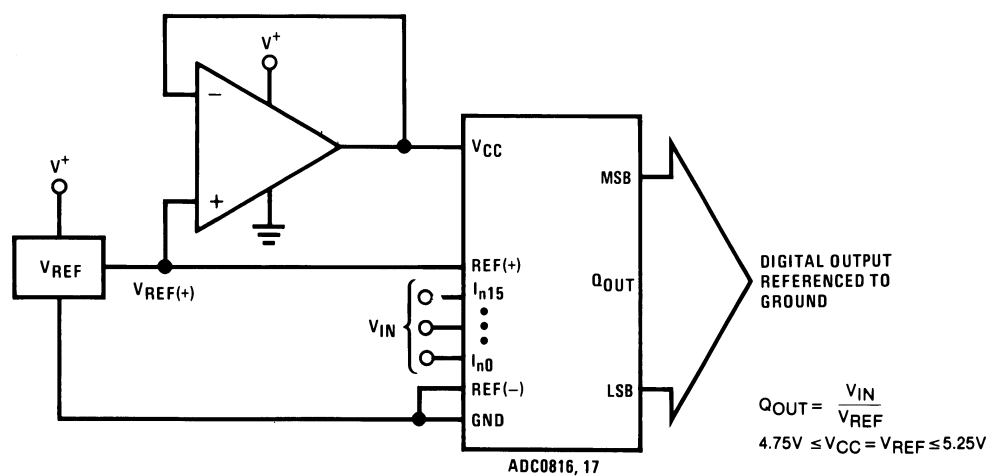 V+
−
+
V+
VREF
VREF(+)
VCC
REF(+)
In15
VIN
In0
REF(−)
GND
MSB
QOUT
LSB
ADC0816, 17
DIGITAL OUTPUT
REFERENCED TO
GROUND
QOUT = VIN / VREF
4.75V ≤ VCC = VREF ≤ 5.25V